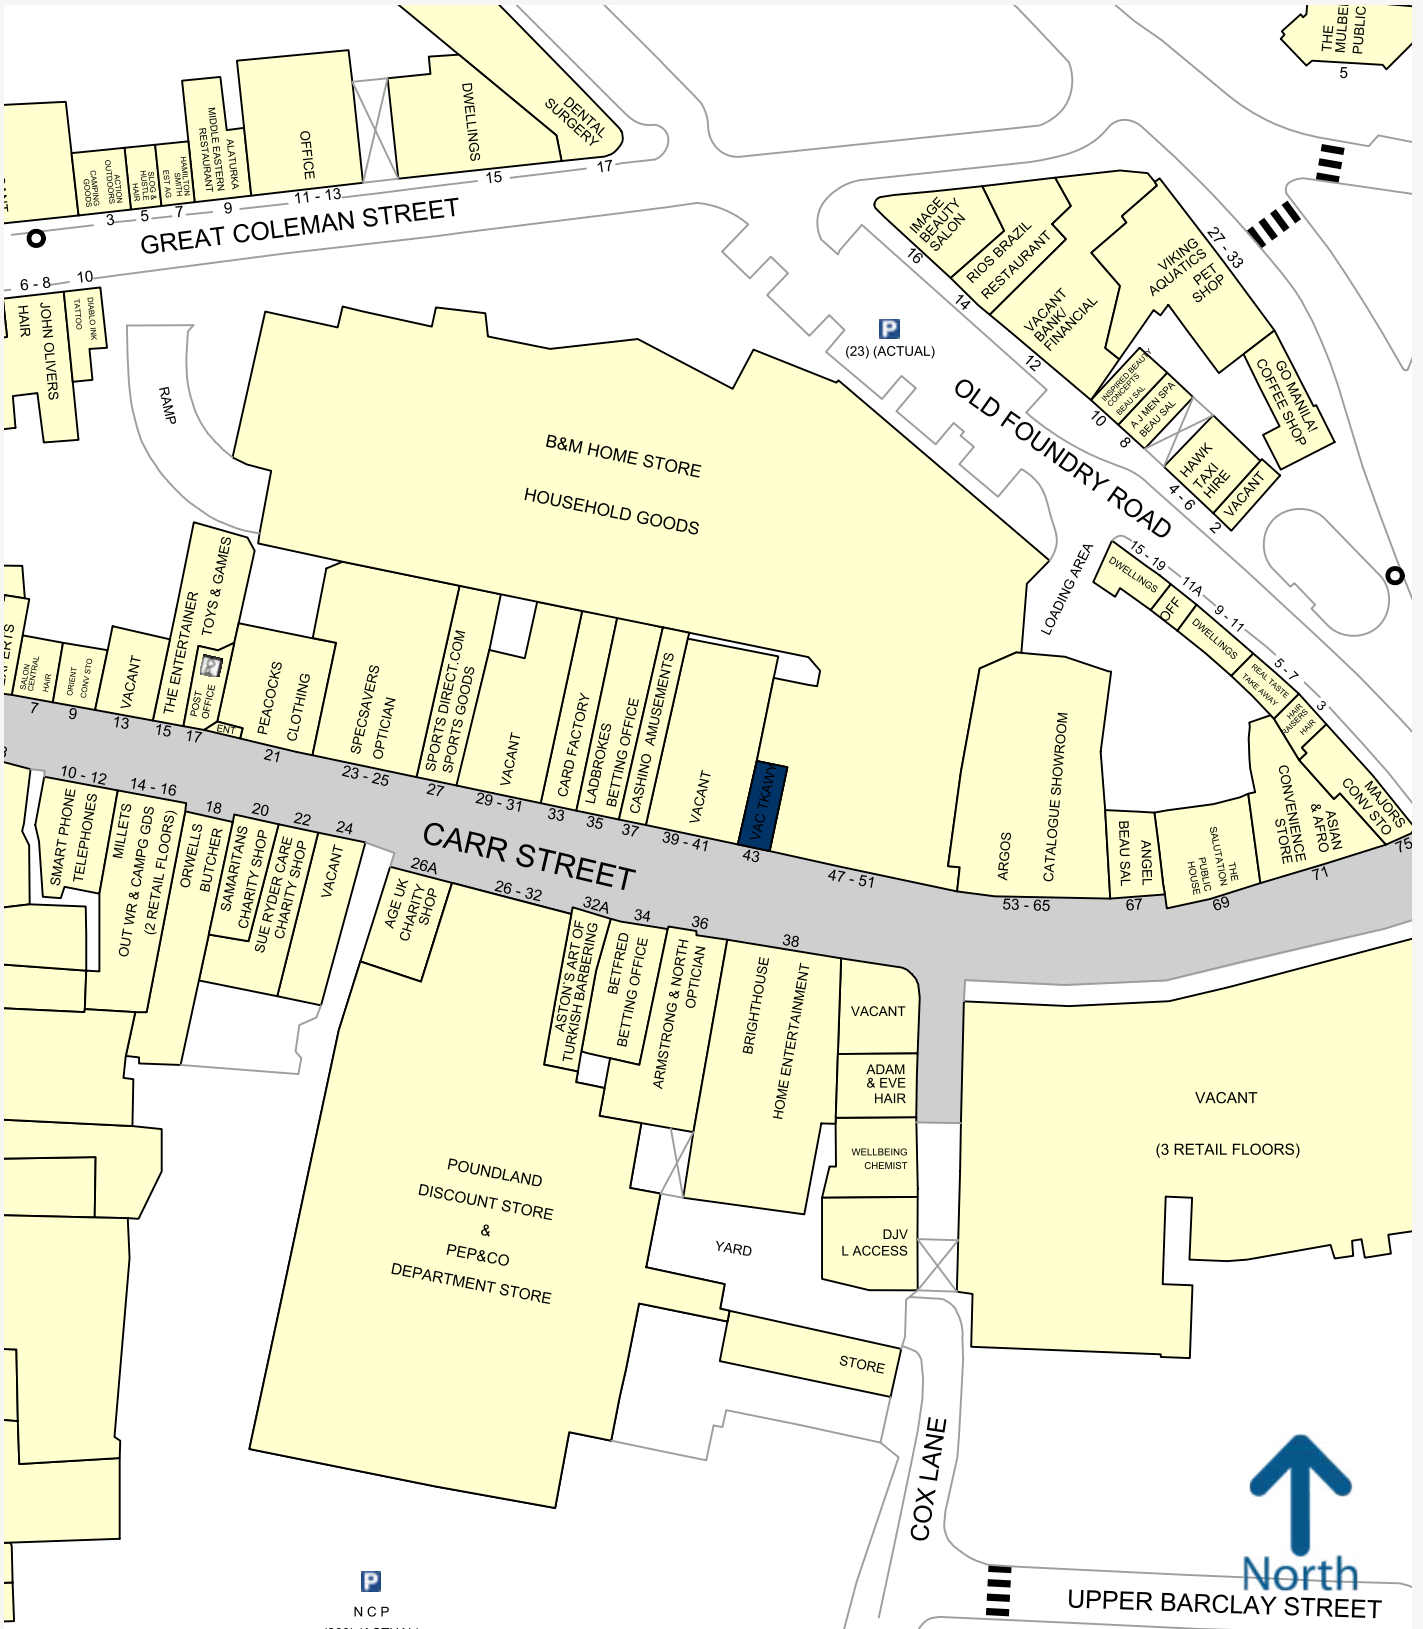 THE
MULBE
PUBLIC
5
DENTAL
SURGERY
17
DWELLINGS
15
OFFICE
11 - 13
ALATURKA
MIDDLE EASTERN
RESTAURANT
9
HAMILTON
SMITH
EST AG
7
SLOG &
HUSTLE
HAIR
5
ACTION
OUTDOORS
CAMPING
GOODS
3
GREAT COLEMAN STREET
6 - 8
10
JOHN OLIVERS
HAIR
DIABLO INK
TATTOO
RAMP
IMAGE
BEAUTY
SALON
16
RIOS BRAZIL
RESTAURANT
14
VACANT
BANK/
FINANCIAL
12
VIKING
AQUATICS
PET
SHOP
27 - 33
P
(23) (ACTUAL)
INSPIRED BEAUTY
CONCEPTS
BEAU SAL
10
A J MEN SPA
BEAU SAL
8
GO MANILA!
COFFEE SHOP
HAWK
TAXI
HIRE
4 - 6
VACANT
2
OLD FOUNDRY ROAD
B&M HOME STORE
HOUSEHOLD GOODS
LOADING AREA
15 - 19
DWELLINGS
11A
OFF
9 - 11
DWELLINGS
5 - 7
REAL TASTE
TAKE AWAY
3
HAIR
RAISERS
HAIR
MAJORS
CONV STO
75
ASIAN
& AFRO
CONVENIENCE
STORE
71
THE
SALUTATION
PUBLIC
HOUSE
69
ANGEL
BEAU SAL
67
ARGOS
CATALOGUE SHOWROOM
53 - 65
47 - 51
VAC TKAWY
43
VACANT
39 - 41
CASHINO AMUSEMENTS
37
LADBROKES
BETTING OFFICE
35
CARD FACTORY
33
VACANT
29 - 31
SPORTS DIRECT.COM
SPORTS GOODS
27
SPECSAVERS
OPTICIAN
23 - 25
PEACOCKS
CLOTHING
21
ENT
POST
OFFICE
17
THE ENTERTAINER
TOYS & GAMES
15
VACANT
13
ORIENT
CONV STO
9
SALON
CENTRAL
HAIR
7
CARR STREET
10 - 12
SMART PHONE
TELEPHONES
14 - 16
MILLETS
OUT WR & CAMPG GDS
(2 RETAIL FLOORS)
18
ORWELLS
BUTCHER
20
SAMARITANS
CHARITY SHOP
22
SUE RYDER CARE
CHARITY SHOP
24
VACANT
26A
AGE UK
CHARITY
SHOP
26 - 32
32A
ASTON`S ART OF
TURKISH BARBERING
34
BETFRED
BETTING OFFICE
36
ARMSTRONG & NORTH
OPTICIAN
38
BRIGHTHOUSE
HOME ENTERTAINMENT
VACANT
ADAM
& EVE
HAIR
WELLBEING
CHEMIST
DJV
L ACCESS
VACANT
(3 RETAIL FLOORS)
POUNDLAND
DISCOUNT STORE
&
PEP&CO
DEPARTMENT STORE
YARD
STORE
COX LANE
P
N C P
North
UPPER BARCLAY STREET